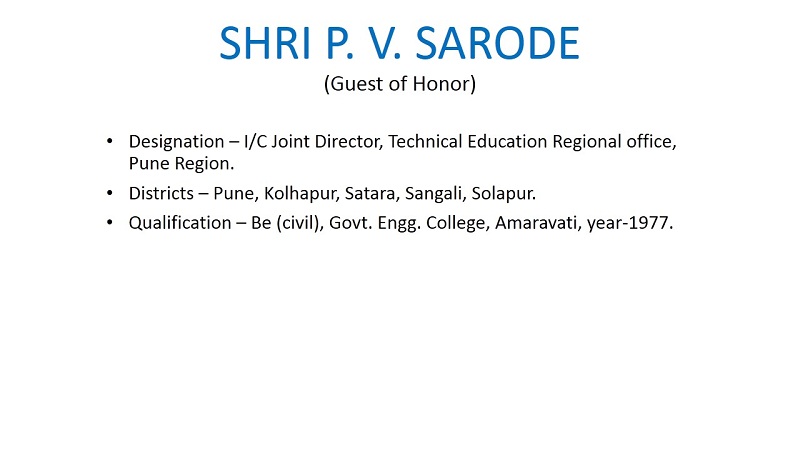 SHRI P. V. SARODE
(Guest of Honor)
• Designation – I/C Joint Director, Technical Education Regional office,
Pune Region.
• Districts – Pune, Kolhapur, Satara, Sangali, Solapur.
• Qualification – Be (civil), Govt. Engg. College, Amaravati, year-1977.